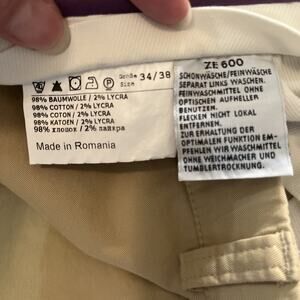 Größe 34/38
Size
98% BAUMWOLLE / 2% LYCRA
98% COTTON / 2% LYCRA
98% COTON / 2% LYCRA
98% KATOEN / 2% LYCRA
98% хлопок / 2% лайкра
Made in Romania
ZE 600
SCHONWÄSCHE/FEINWÄSCHE
SEPARAT LINKS WASCHEN.
FEINWASCHMITTEL OHNE
OPTISCHEN AUFHELLER
BENUTZEN.
FLECKEN NICHT LOKAL
ENTFERNEN.
ZUR ERHALTUNG DER
OPTIMALEN FUNKTION EM-
PFEHLEN WIR WASCHMITTEL
OHNE WEICHMACHER UND
TUMBLERTROCKNUNG.